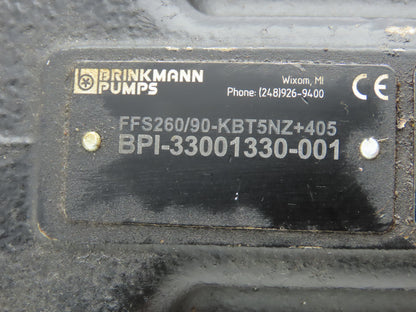 BRINKMANN
PUMPS
Wixom, MI
Phone: (248)926-9400
CE
FFS260/90-KBT5NZ+405
BPI-33001330-001